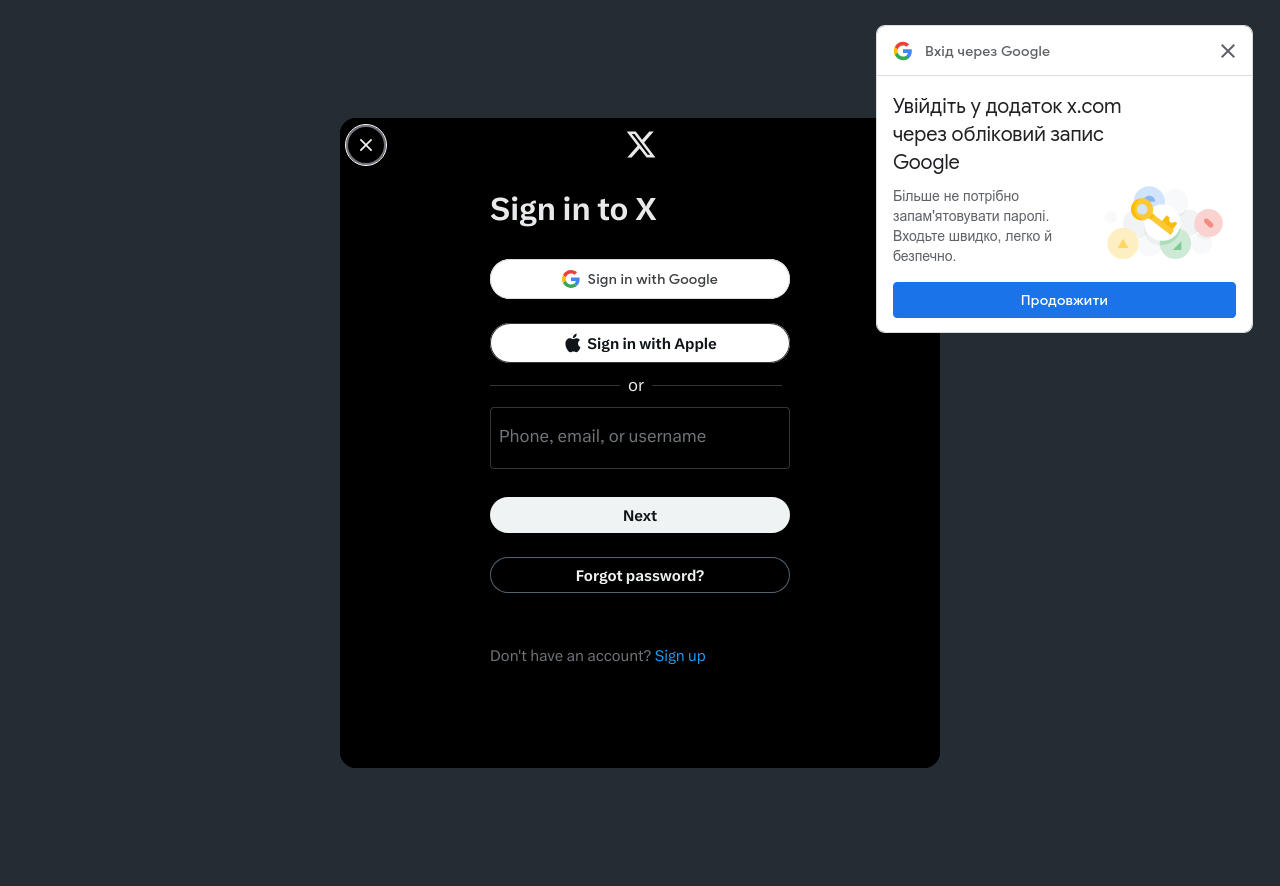 Вхід через Google
Увійдіть у додаток x.com
через обліковий запис
Google
Більше не потрібно
запам'ятовувати паролі.
Входьте швидко, легко й
безпечно.
Продовжити
Sign in to X
Sign in with Google
Sign in with Apple
or
Phone, email, or username
Next
Forgot password?
Don't have an account? Sign up